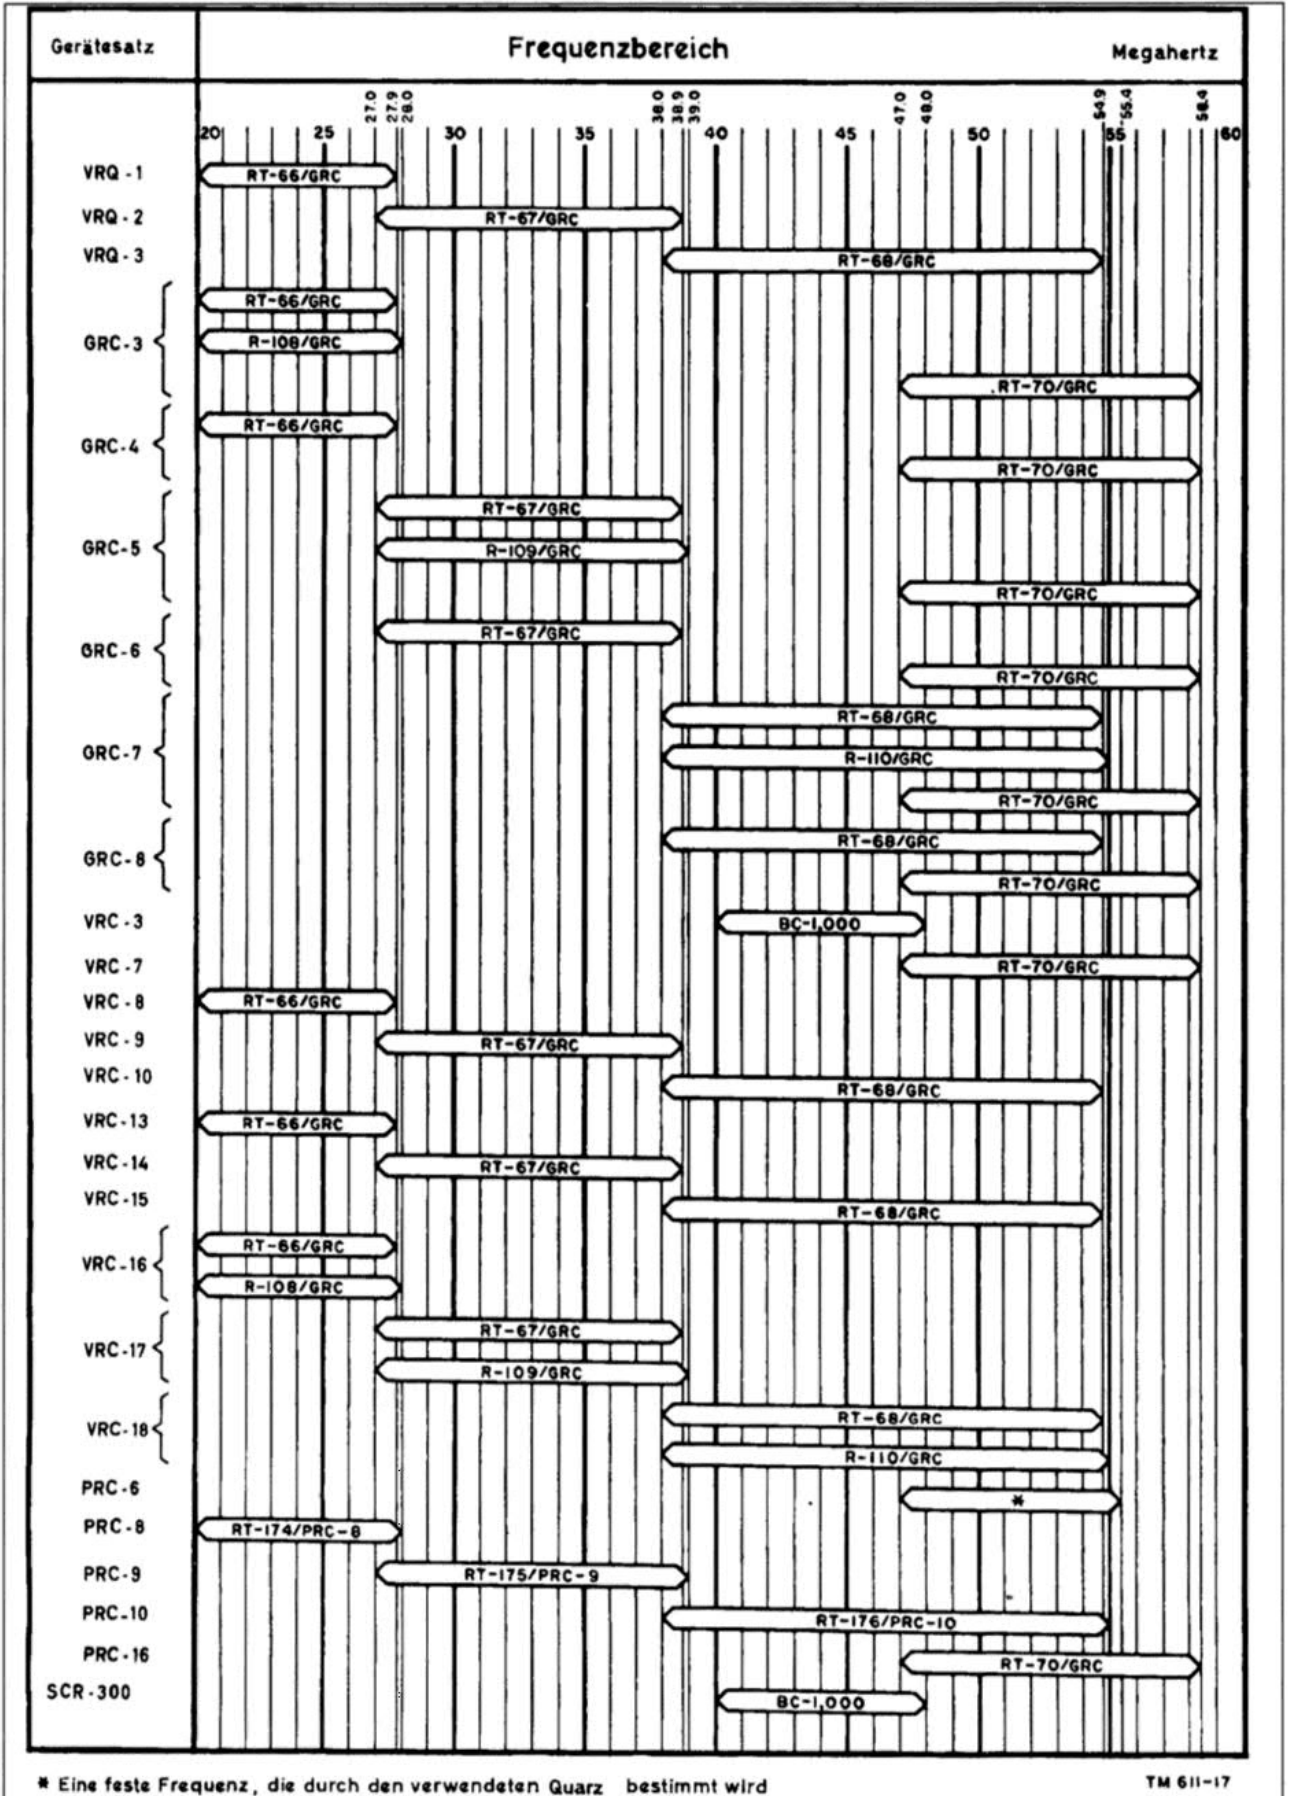 Gerätesatz Frequenzbereich Megahertz
27.0 27.9 28.0 38.0 38.9 39.0 47.0 48.0 54.9 55.4 58.4
20 25 30 35 40 45 50 55 60
VRQ-1 RT-66/GRC
VRQ-2 RT-67/GRC
VRQ-3 RT-68/GRC
RT-66/GRC
GRC-3 R-108/GRC
RT-70/GRC
RT-66/GRC
GRC-4
RT-70/GRC
RT-67/GRC
GRC-5 R-109/GRC
RT-70/GRC
RT-67/GRC
GRC-6
RT-70/GRC
RT-68/GRC
GRC-7 R-110/GRC
RT-70/GRC
RT-68/GRC
GRC-8
RT-70/GRC
VRC-3 BC-1,000
VRC-7 RT-70/GRC
VRC-8 RT-66/GRC
VRC-9 RT-67/GRC
VRC-10 RT-68/GRC
VRC-13 RT-66/GRC
VRC-14 RT-67/GRC
VRC-15 RT-68/GRC
RT-66/GRC
VRC-16
R-108/GRC
RT-67/GRC
VRC-17
R-109/GRC
RT-68/GRC
VRC-18
R-110/GRC
PRC-6 *
PRC-8 RT-174/PRC-8
PRC-9 RT-175/PRC-9
PRC-10 RT-176/PRC-10
PRC-16 RT-70/GRC
SCR-300 BC-1,000
* Eine feste Frequenz, die durch den verwendeten Quarz bestimmt wird TM 611-17